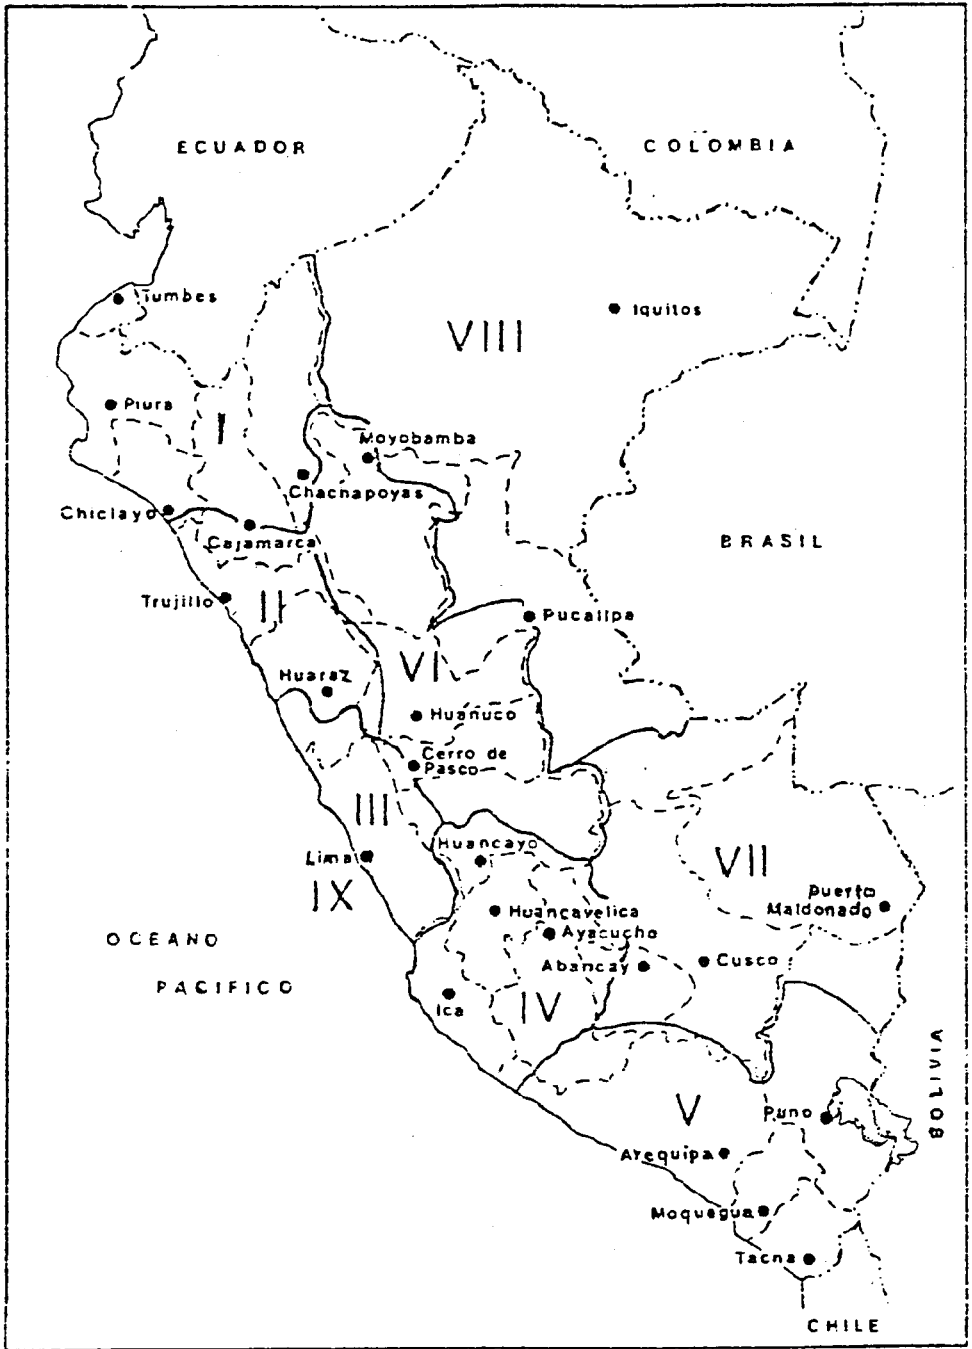 ECUADOR
COLOMBIA
Tumbes
Iquitos
VIII
Piura
I
Moyobamba
Chachapoyas
Chiclayo
Cajamarca
BRASIL
Trujillo
II
Pucallpa
VI
Huaraz
Huanuco
Cerro de
Pasco
III
Huancayo
Lima
VII
IX
Puerto
Maldonado
Huancavelica
OCEANO
Ayacucho
Abancay
Cusco
PACIFICO
Ica
IV
BOLIVIA
V
Puno
Arequipa
Moquegua
Tacna
CHILE